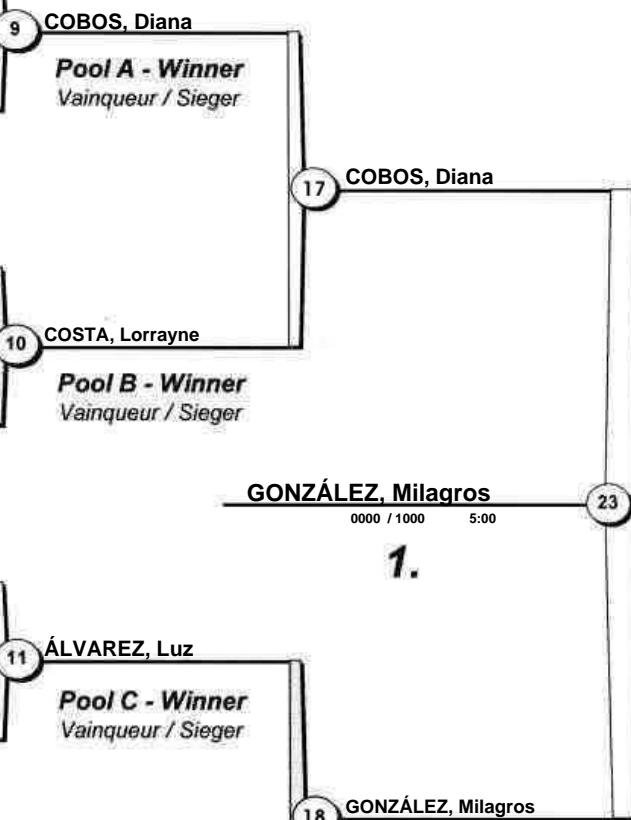 9 COBOS, Diana
Pool A - Winner
Vainqueur / Sieger
17 COBOS, Diana
10 COSTA, Lorrayne
Pool B - Winner
Vainqueur / Sieger
GONZÁLEZ, Milagros 23
0000 / 1000 5:00
1.
11 ÁLVAREZ, Luz
Pool C - Winner
Vainqueur / Sieger
18 GONZÁLEZ, Milagros